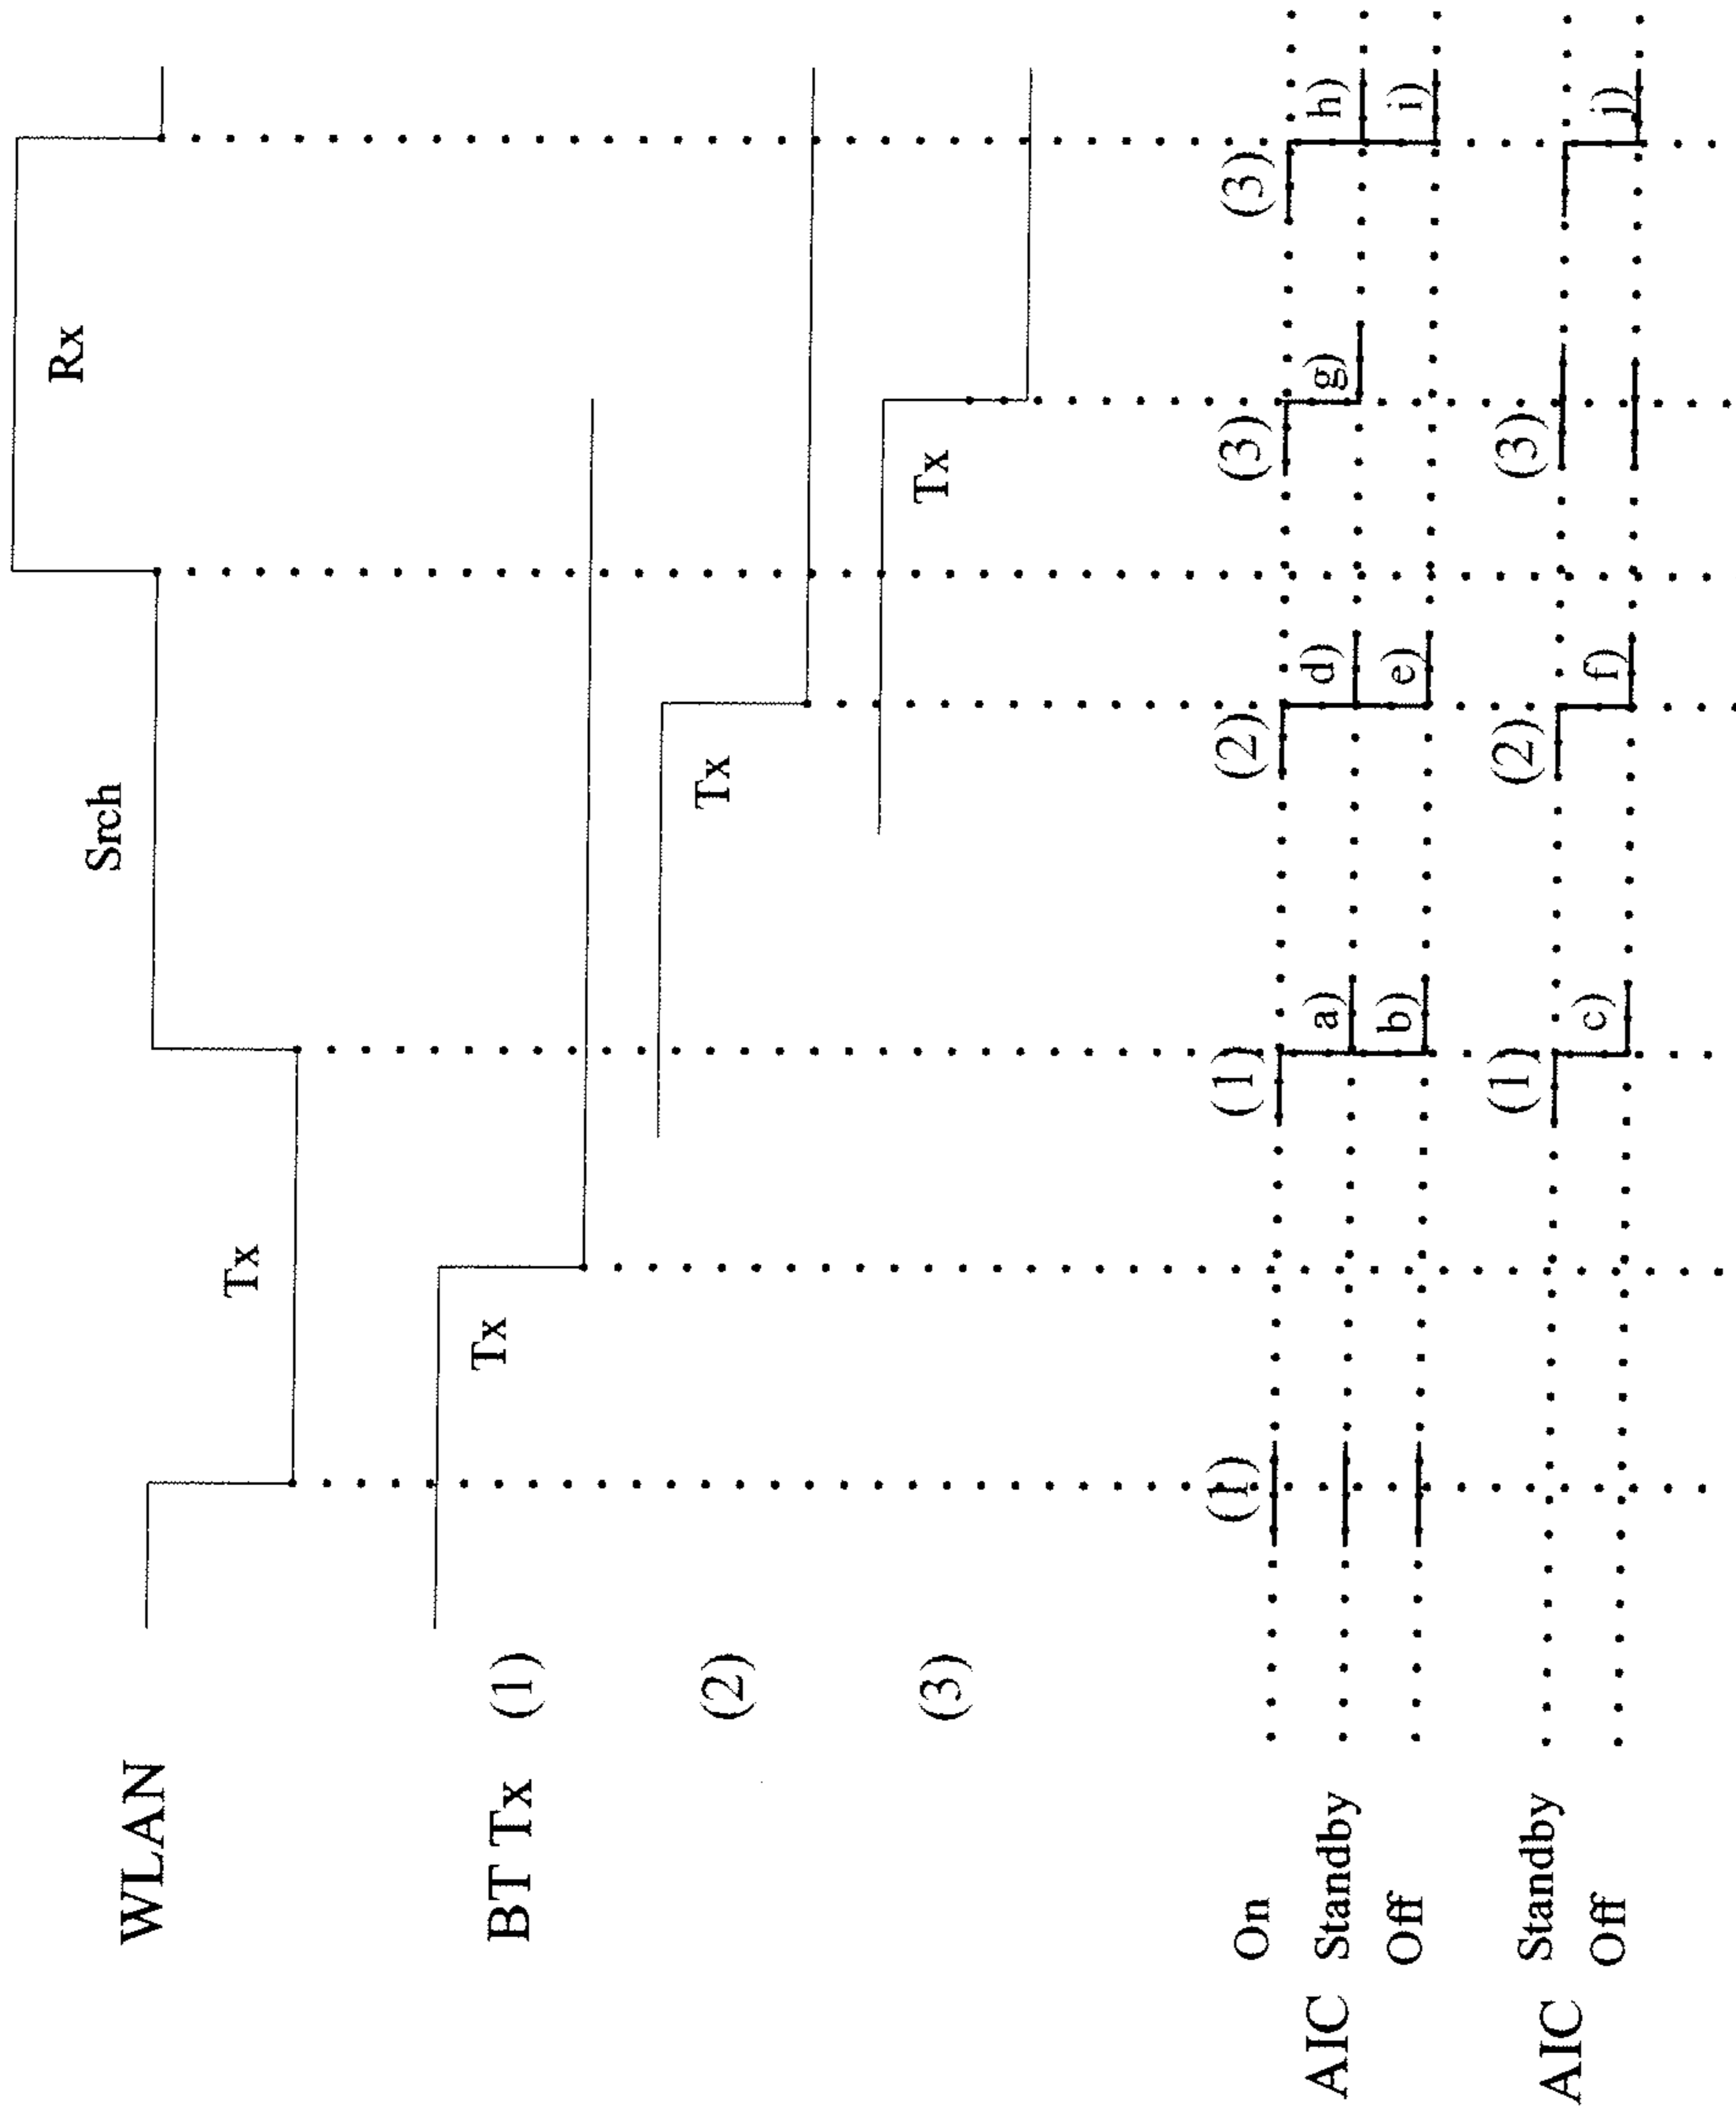 Rx
Srch
WLAN
Tx
Tx
BT Tx (1)
Tx
(2)
Tx
(3)
(1) (1) (2) (3) (3)
On
a) d) g) h)
AIC Standby
b) e) i)
Off
(1) (2) (3)
AIC Standby
c) f) j)
Off